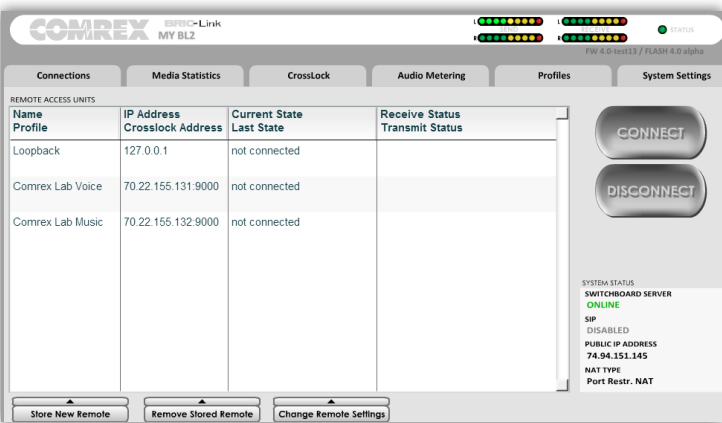 COMREX BRIC-Link
MY BL2
L SEND
R
L RECEIVE
R
STATUS
FW 4.0-test13 / FLASH 4.0 alpha
Connections Media Statistics CrossLock Audio Metering Profiles System Settings
REMOTE ACCESS UNITS
Name IP Address Current State Receive Status
Profile Crosslock Address Last State Transmit Status
Loopback 127.0.0.1 not connected
Comrex Lab Voice 70.22.155.131:9000 not connected
Comrex Lab Music 70.22.155.132:9000 not connected
CONNECT
DISCONNECT
SYSTEM STATUS
SWITCHBOARD SERVER
ONLINE
SIP
DISABLED
PUBLIC IP ADDRESS
74.94.151.145
NAT TYPE
Port Restr. NAT
Store New Remote Remove Stored Remote Change Remote Settings